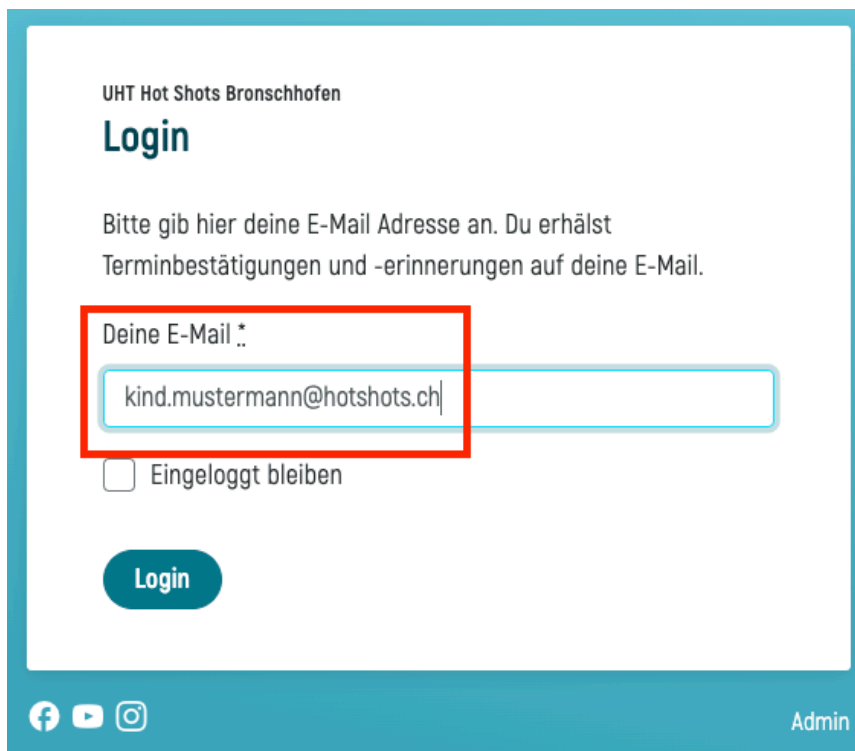 UHT Hot Shots Bronschhofen
Login
Bitte gib hier deine E-Mail Adresse an. Du erhälst
Terminbestätigungen und -erinnerungen auf deine E-Mail.
Deine E-Mail *
kind.mustermann@hotshots.ch
Eingeloggt bleiben
Login
Admin